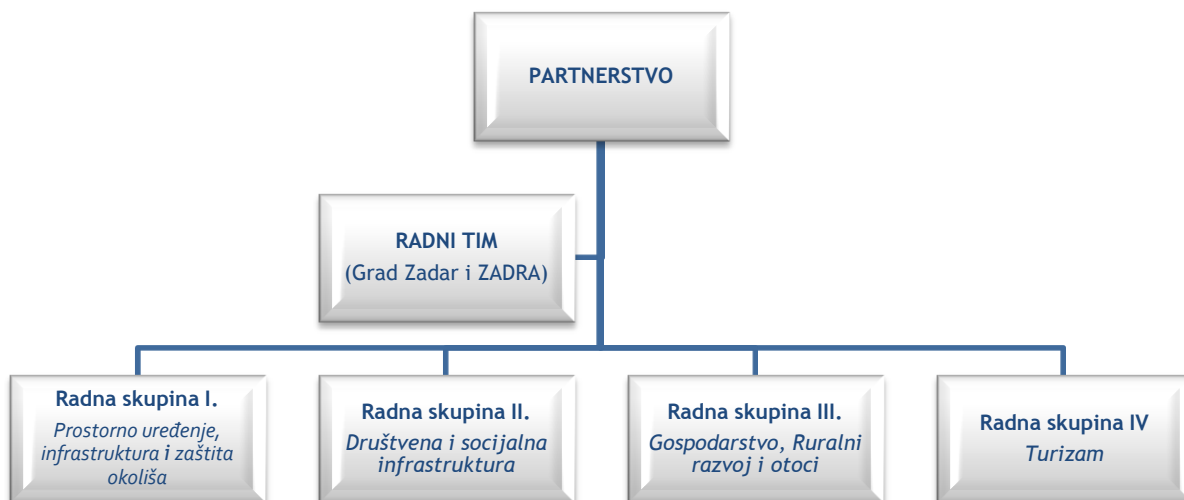 PARTNERSTVO
RADNI TIM
(Grad Zadar i ZADRA)
Radna skupina I.
Prostorno uređenje,
infrastruktura i zaštita
okoliša
Radna skupina II.
Društvena i socijalna
infrastruktura
Radna skupina III.
Gospodarstvo, Ruralni
razvoj i otoci
Radna skupina IV
Turizam